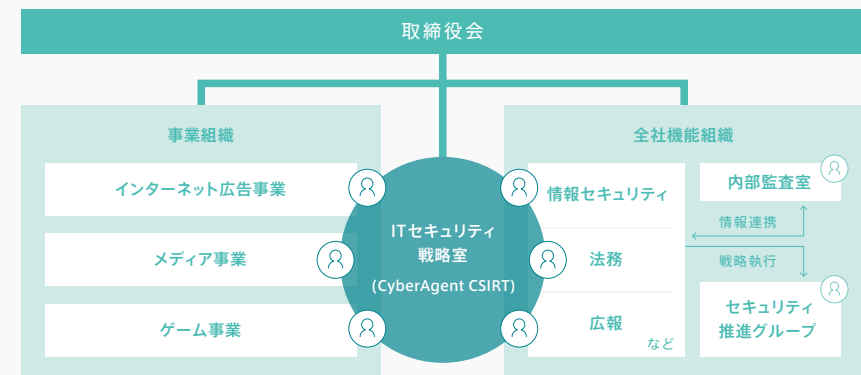 取締役会
事業組織
インターネット広告事業
メディア事業
ゲーム事業
ITセキュリティ
戦略室
(CyberAgent CSIRT)
全社機能組織
情報セキュリティ
法務
広報
など
内部監査室
情報連携
戦略執行
セキュリティ
推進グループ